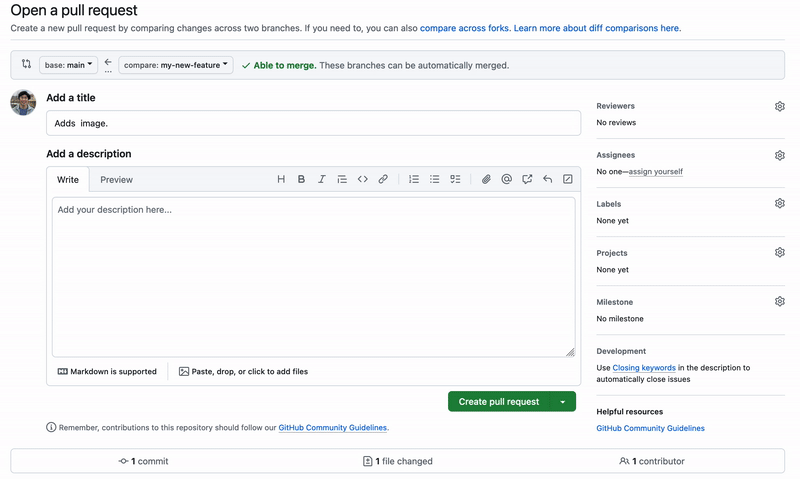 Open a pull request
Create a new pull request by comparing changes across two branches. If you need to, you can also compare across forks. Learn more about diff comparisons here.
base: main
...
compare: my-new-feature
Able to merge. These branches can be automatically merged.
Add a title
Adds  image.
Add a description
Write
Preview
Add your description here...
Markdown is supported
Paste, drop, or click to add files
Create pull request
Remember, contributions to this repository should follow our GitHub Community Guidelines.
Reviewers
No reviews
Assignees
No one—assign yourself
Labels
None yet
Projects
None yet
Milestone
No milestone
Development
Use Closing keywords in the description to
automatically close issues
Helpful resources
GitHub Community Guidelines
1 commit
1 file changed
1 contributor